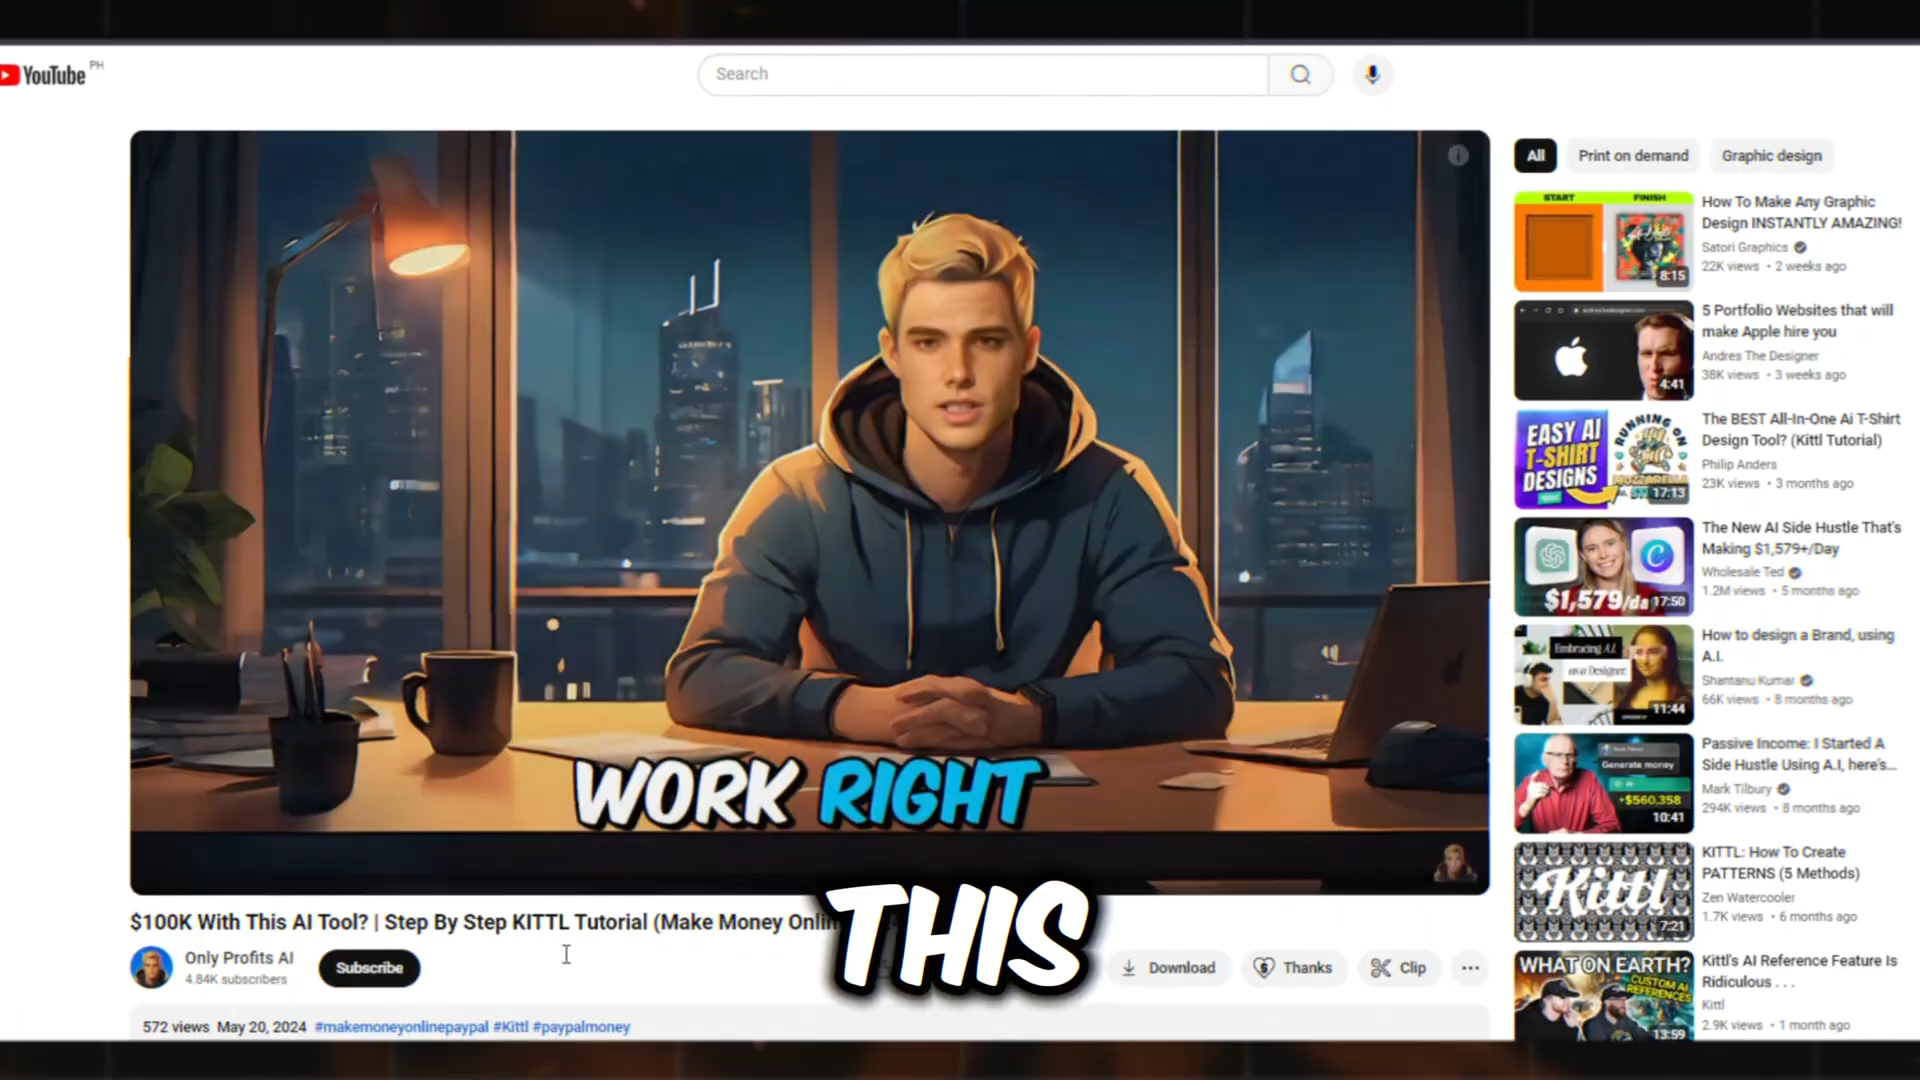 YouTube PH
Search
WORK RIGHT
THIS
$100K With This AI Tool? | Step By Step KITTL Tutorial (Make Money Onlin
Only Profits AI
4.84K subscribers
Subscribe
Download
Thanks
Clip
572 views May 20, 2024 #makemoneyonlinepaypal #Kittl #paypalmoney
All
Print on demand
Graphic design
START
FINISH
8:15
How To Make Any Graphic
Design INSTANTLY AMAZING!
Satori Graphics
22K views • 2 weeks ago
4:41
5 Portfolio Websites that will
make Apple hire you
Andres The Designer
38K views • 3 weeks ago
EASY AI
T-SHIRT
DESIGNS
RUNNING ON
17:13
The BEST All-In-One Ai T-Shirt
Design Tool? (Kittl Tutorial)
Philip Anders
23K views • 3 months ago
$1,579/da
17:50
The New AI Side Hustle That's
Making $1,579+/Day
Wholesale Ted
1.2M views • 5 months ago
Embracing A.I.
as a Designer
11:44
How to design a Brand, using
A.I.
Shantanu Kumar
66K views • 8 months ago
Generate money
+$560,358
10:41
Passive Income: I Started A
Side Hustle Using A.I, here's...
Mark Tilbury
294K views • 8 months ago
Kittl
7:21
KITTL: How To Create
PATTERNS (5 Methods)
Zen Watercooler
1.7K views • 6 months ago
WHAT ON EARTH?
CUSTOM AI
REFERENCES
13:59
Kittl's AI Reference Feature Is
Ridiculous . . .
Kittl
2.9K views • 1 month ago